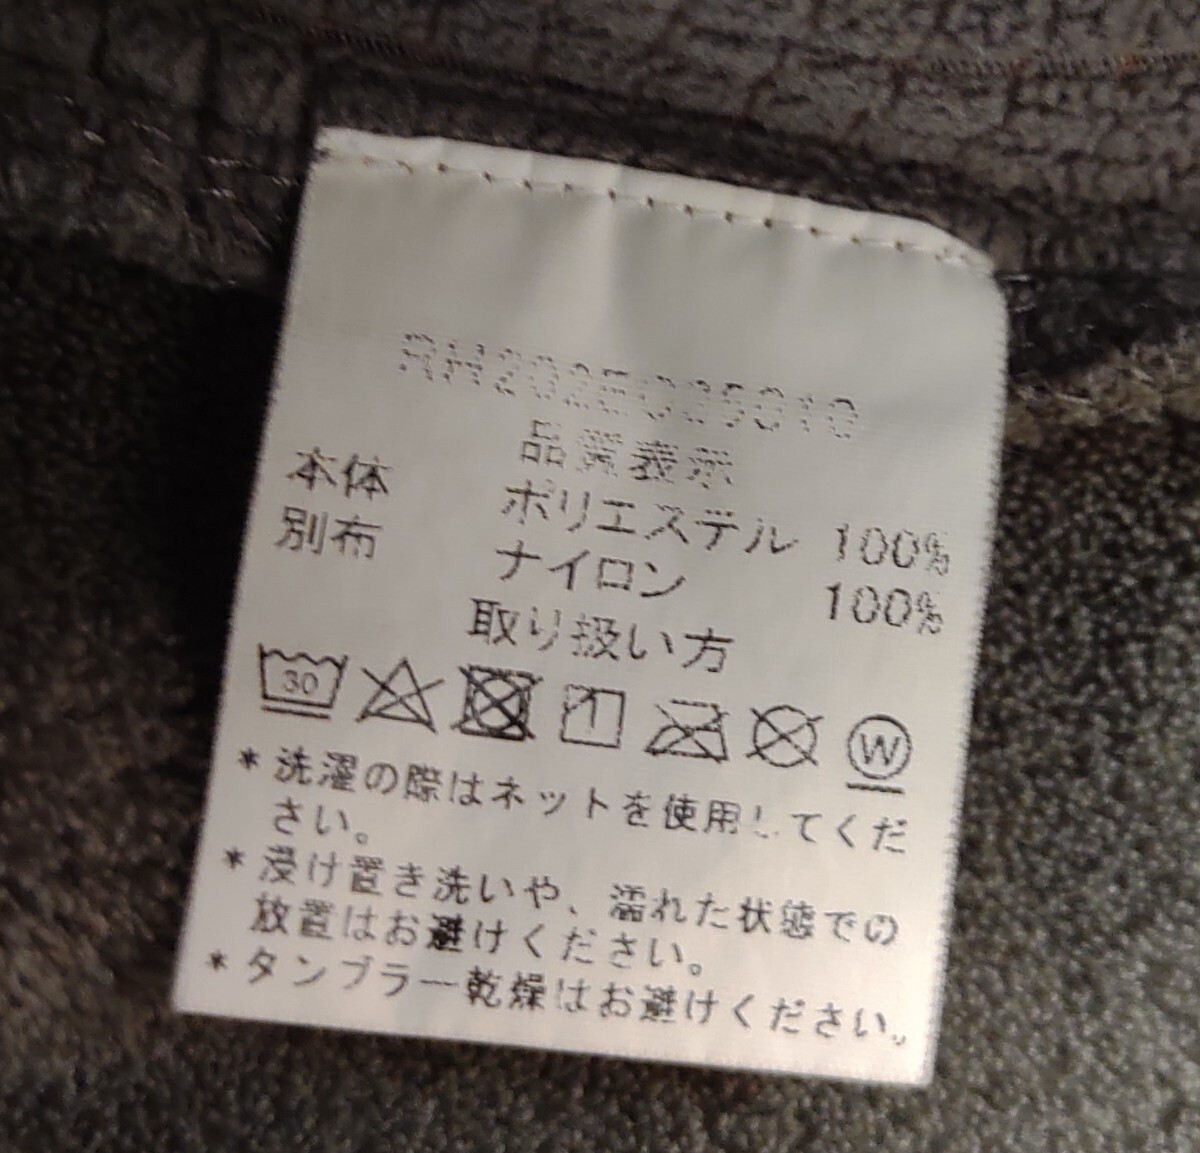 品質表示
本体 ポリエステル 100%
別布 ナイロン 100%
取り扱い方
30 W
* 洗濯の際はネットを使用してくだ
さい。
* 浸け置き洗いや、濡れた状態での
放置はお避けください。
* タンブラー乾燥はお避けください。